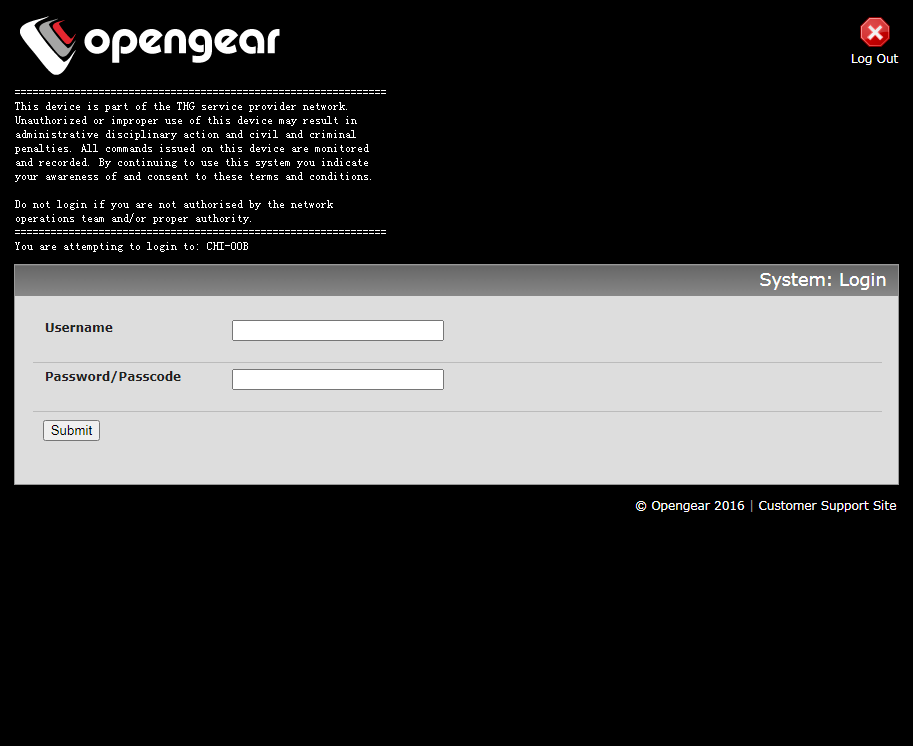 opengear
Log Out
==============================================================
This device is part of the THG service provider network.
Unauthorized or improper use of this device may result in
administrative disciplinary action and civil and criminal
penalties. All commands issued on this device are monitored
and recorded. By continuing to use this system you indicate
your awareness of and consent to these terms and conditions.
Do not login if you are not authorised by the network
operations team and/or proper authority.
==============================================================
You are attempting to login to: CHI-OOB
System: Login
Username
Password/Passcode
Submit
© Opengear 2016 | Customer Support Site